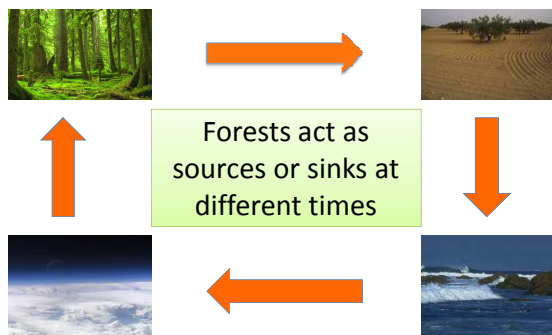 Forests act as
sources or sinks at
different times